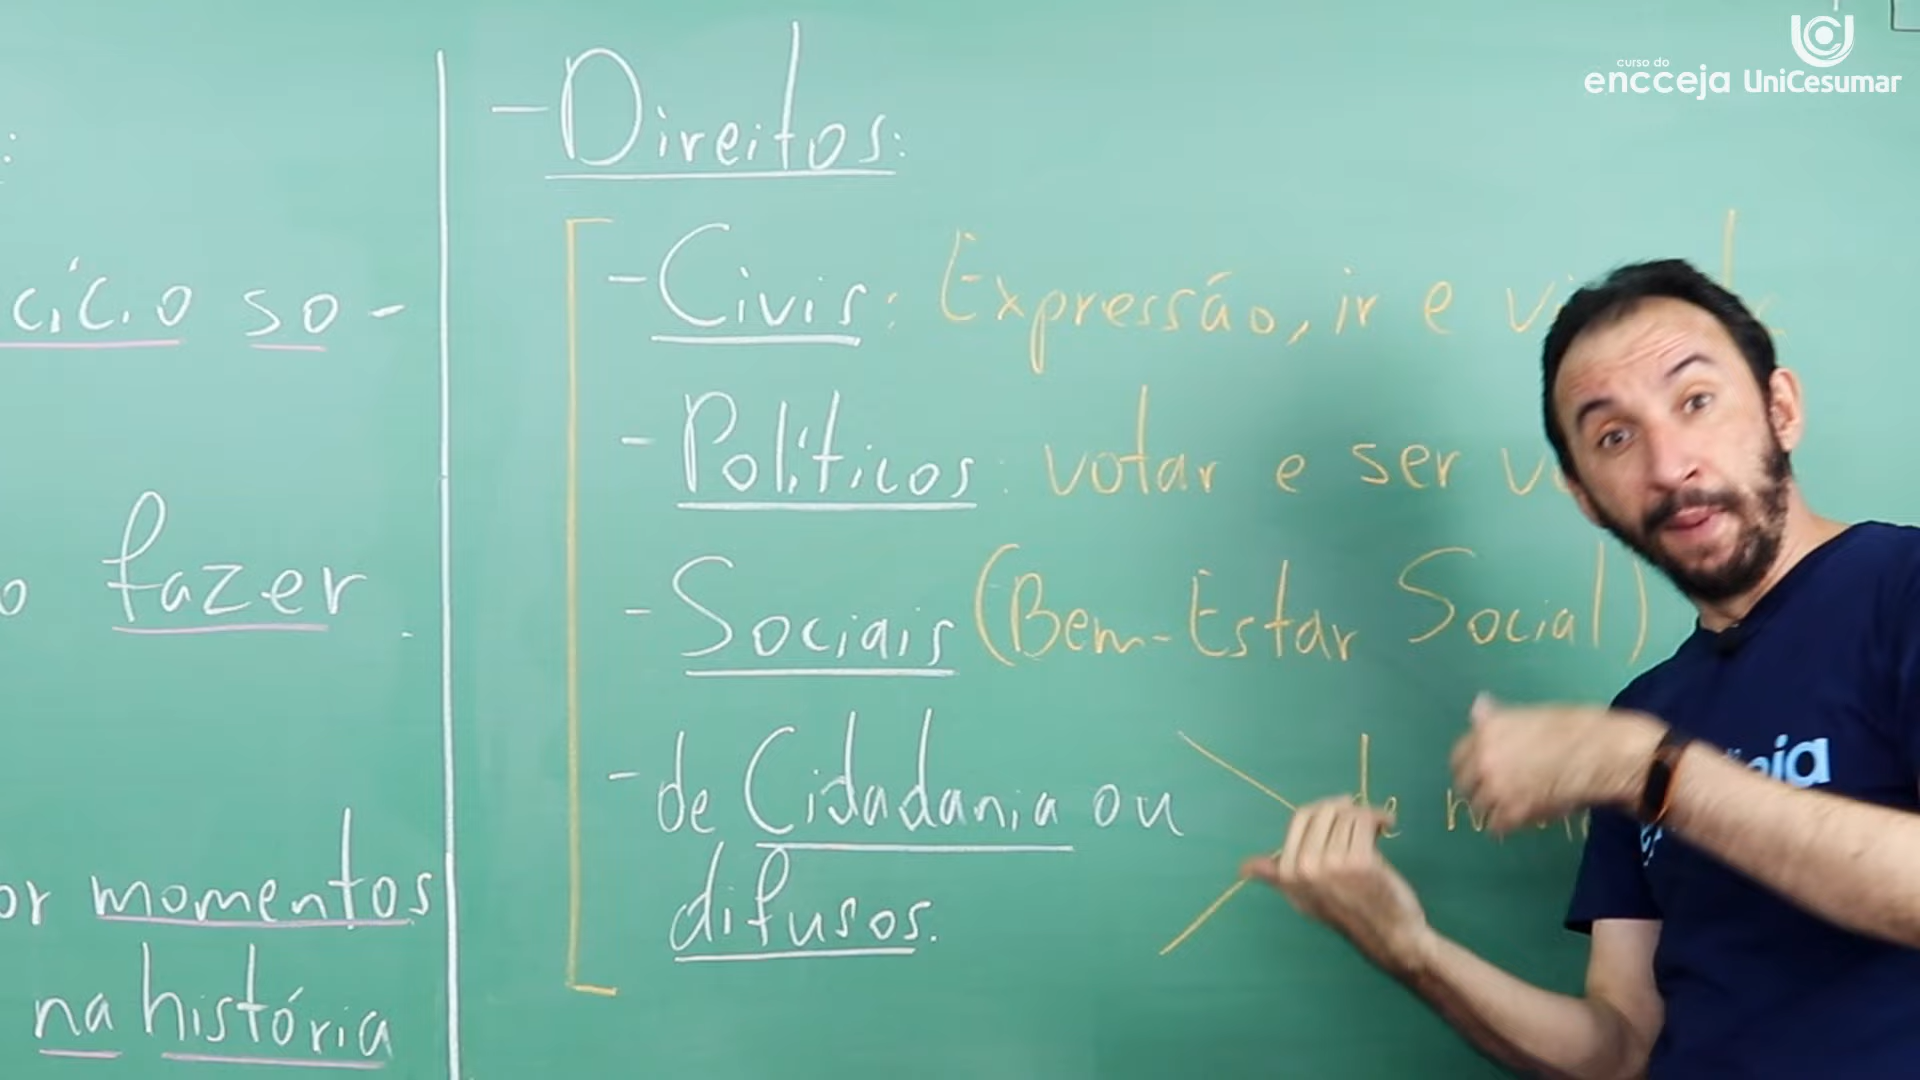 curso do
encceja UniCesumar
cício so-
fazer
momentos
na história
- Direitos:
- Civis: Expressão, ir e
- Políticos: votar e ser
- Sociais (Bem-Estar Social)
- de Cidadania ou
difusos.
de